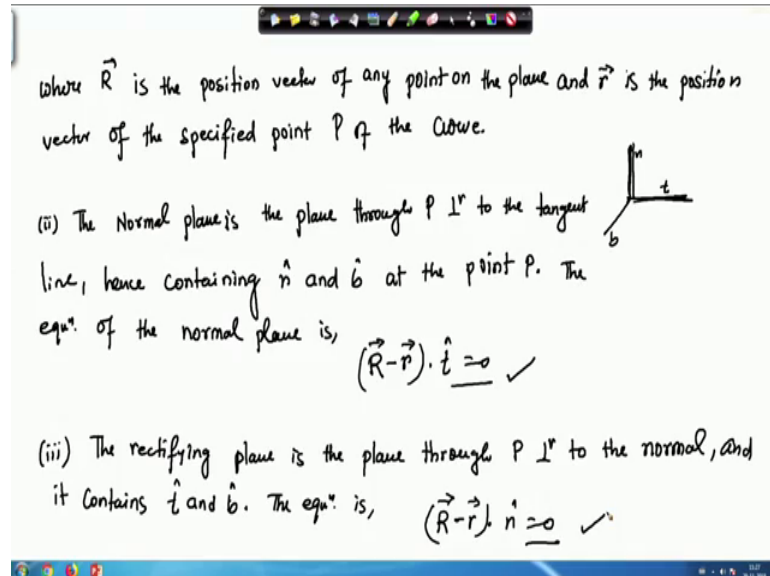 where R⃗ is the position vector of any point on the plane and r⃗ is the position
vector of the specified point P of the curve.
n
t
b
(ii) The Normal plane is the plane through P ⊥ʳ to the tangent
line, hence containing n̂ and b̂ at the point P. The
equⁿ. of the normal plane is,
(R⃗-r⃗). t̂ =0 ✓
(iii) The rectifying plane is the plane through P ⊥ʳ to the normal, and
it contains t̂ and b̂. The equⁿ. is,
(R⃗-r⃗). n̂ =0 ✓